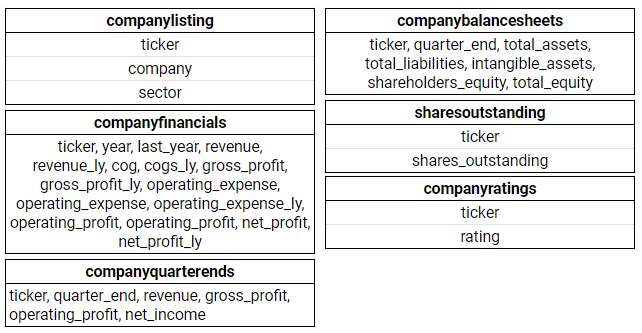 companylisting
ticker
company
sector
companyfinancials
ticker, year, last_year, revenue,
revenue_ly, cog, cogs_ly, gross_profit,
gross_profit_ly, operating_expense,
operating_expense, operating_expense_ly,
operating_profit, operating_profit, net_profit,
net_profit_ly
companyquarterends
ticker, quarter_end, revenue, gross_profit,
operating_profit, net_income
companybalancesheets
ticker, quarter_end, total_assets,
total_liabilities, intangible_assets,
shareholders_equity, total_equity
sharesoutstanding
ticker
shares_outstanding
companyratings
ticker
rating